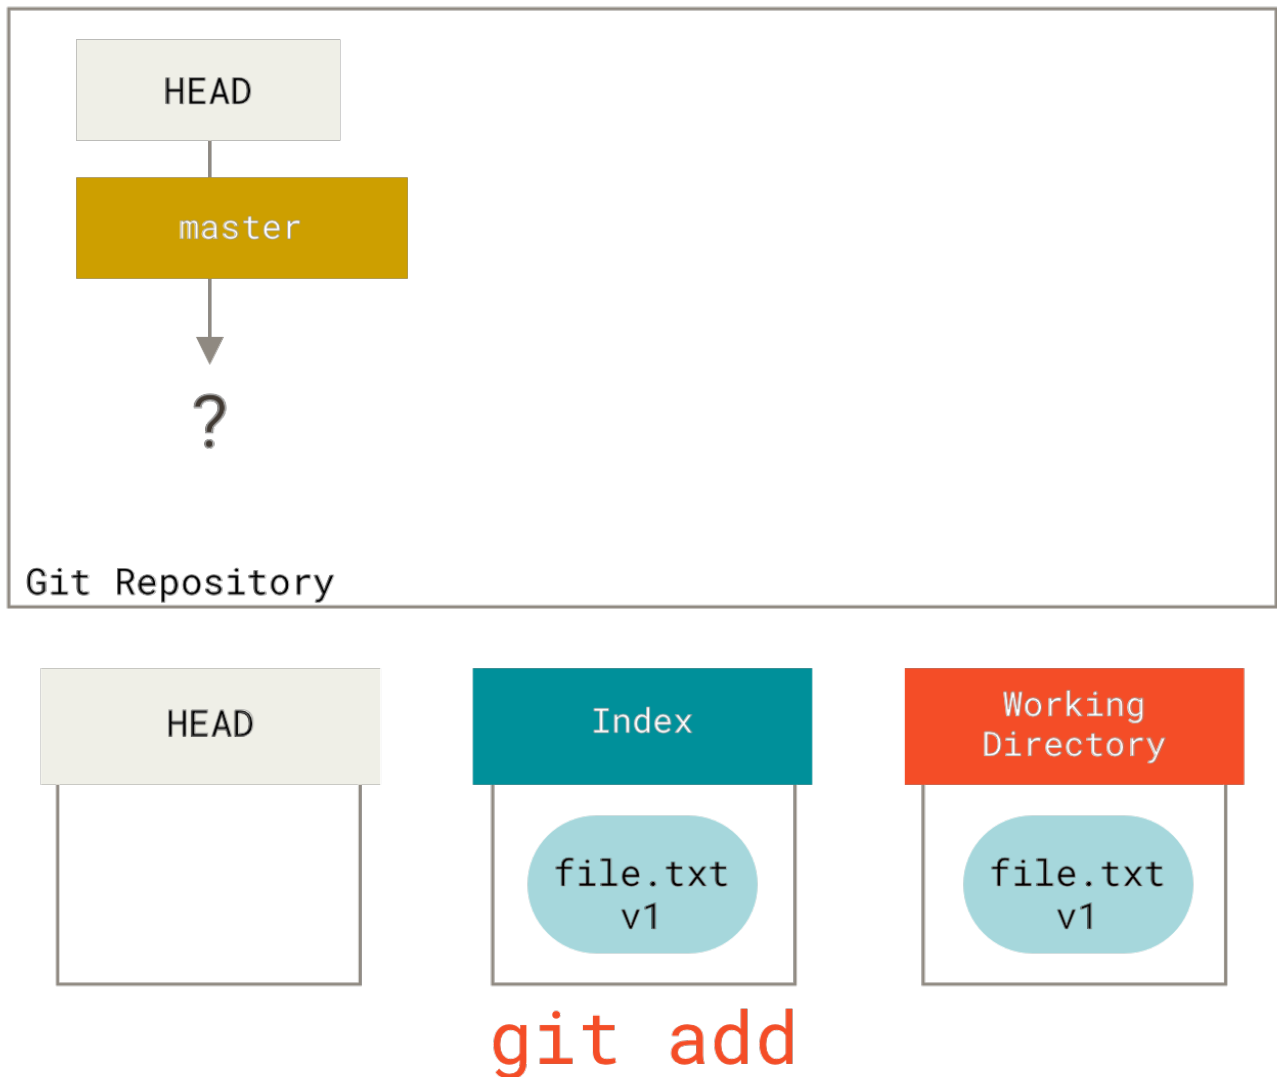 HEAD
master
?
Git Repository
HEAD
Index
Working
Directory
file.txt
v1
file.txt
v1
git add